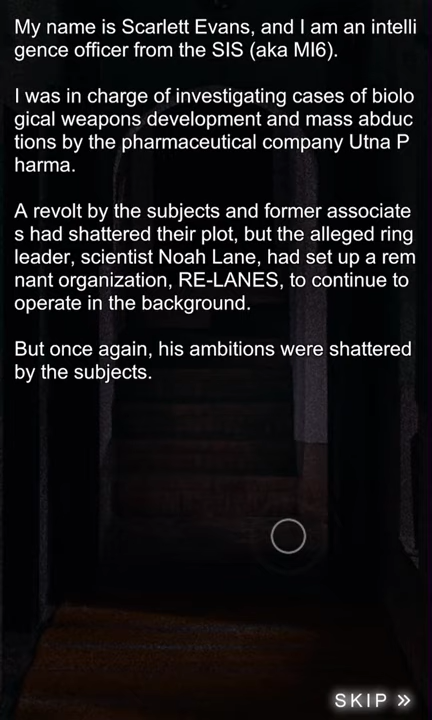 My name is Scarlett Evans, and I am an intelli
gence officer from the SIS (aka MI6).
I was in charge of investigating cases of biolo
gical weapons development and mass abduc
tions by the pharmaceutical company Utna P
harma.
A revolt by the subjects and former associate
s had shattered their plot, but the alleged ring
leader, scientist Noah Lane, had set up a rem
nant organization, RE-LANES, to continue to
operate in the background.
But once again, his ambitions were shattered
by the subjects.
SKIP »